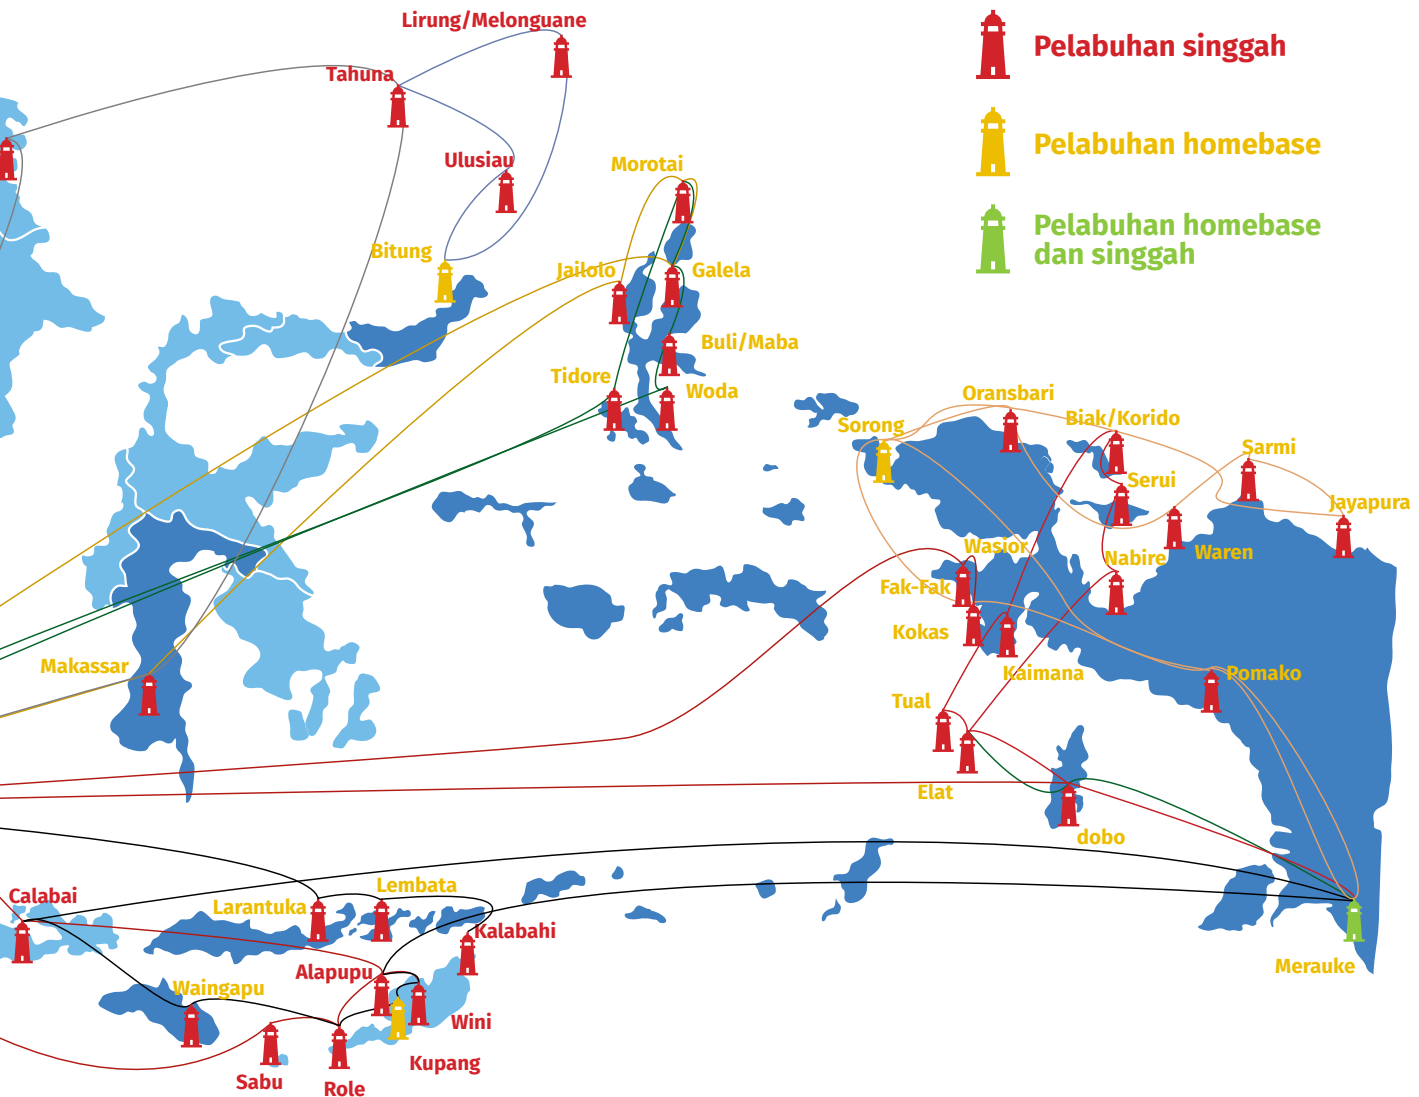 Lirung/Melonguane
Pelabuhan singgah
Tahuna
Pelabuhan homebase
Ulusiau
Morotai
Pelabuhan homebase
dan singgah
Bitung
Jailolo
Galela
Buli/Maba
Tidore
Woda
Oransbari
Biak/Korido
Sorong
Sarmi
Serui
Jayapura
Wasior
Waren
Nabire
Fak-Fak
Kokas
Makassar
Kaimana
Pomako
Tual
Elat
dobo
Calabai
Lembata
Larantuka
Kalabahi
Alapupu
Merauke
Waingapu
Wini
Kupang
Sabu
Role